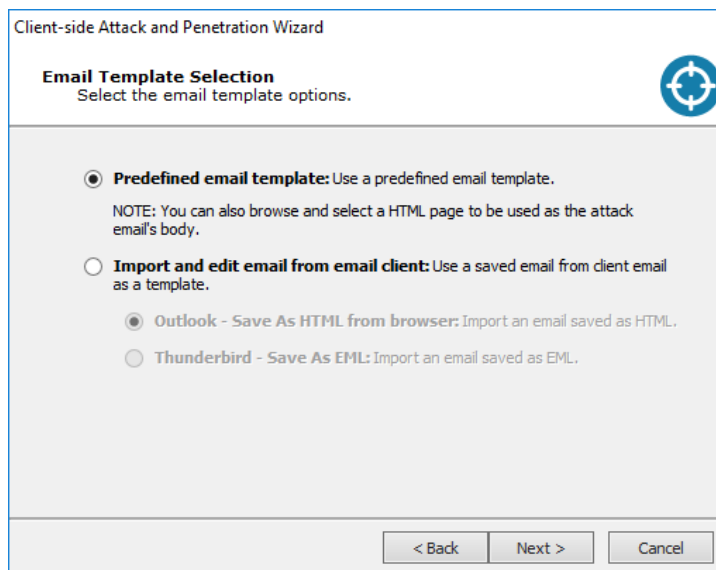 Client-side Attack and Penetration Wizard
Email Template Selection
Select the email template options.
Predefined email template: Use a predefined email template.
NOTE: You can also browse and select a HTML page to be used as the attack
email's body.
Import and edit email from email client: Use a saved email from client email
as a template.
Outlook - Save As HTML from browser: Import an email saved as HTML.
Thunderbird - Save As EML: Import an email saved as EML.
< Back Next > Cancel